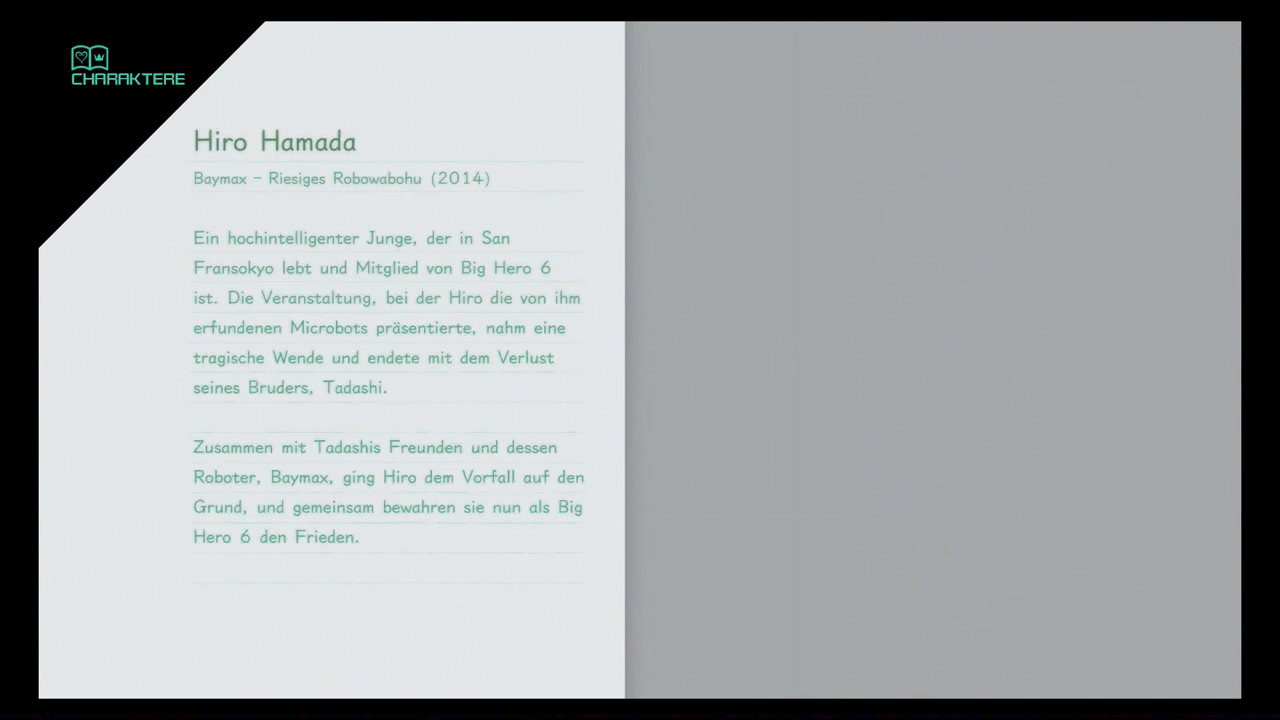 CHARAKTERE
Hiro Hamada
Baymax – Riesiges Robowabohu (2014)
Ein hochintelligenter Junge, der in San
Fransokyo lebt und Mitglied von Big Hero 6
ist. Die Veranstaltung, bei der Hiro die von ihm
erfundenen Microbots präsentierte, nahm eine
tragische Wende und endete mit dem Verlust
seines Bruders, Tadashi.
Zusammen mit Tadashis Freunden und dessen
Roboter, Baymax, ging Hiro dem Vorfall auf den
Grund, und gemeinsam bewahren sie nun als Big
Hero 6 den Frieden.